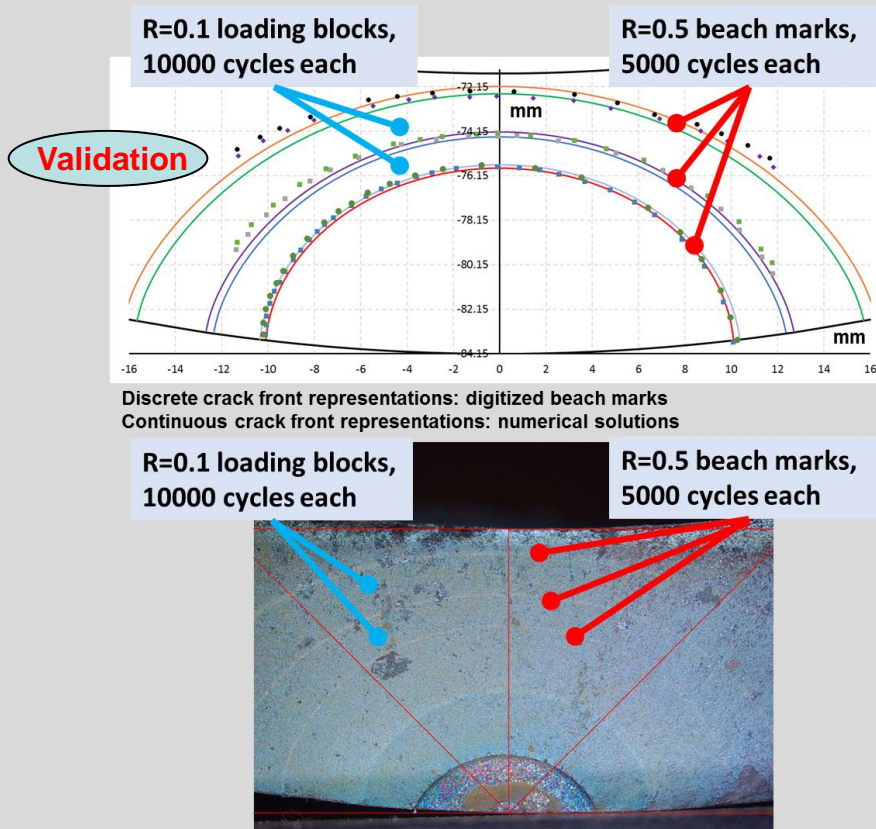 R=0.1 loading blocks,
10000 cycles each
R=0.5 beach marks,
5000 cycles each
Validation
mm
-72.15
-74.15
-76.15
-78.15
-80.15
-82.15
-84.15
mm
-16 -14 -12 -10 -8 -6 -4 -2 0 2 4 6 8 10 12 14 16
Discrete crack front representations: digitized beach marks
Continuous crack front representations: numerical solutions
R=0.1 loading blocks,
10000 cycles each
R=0.5 beach marks,
5000 cycles each